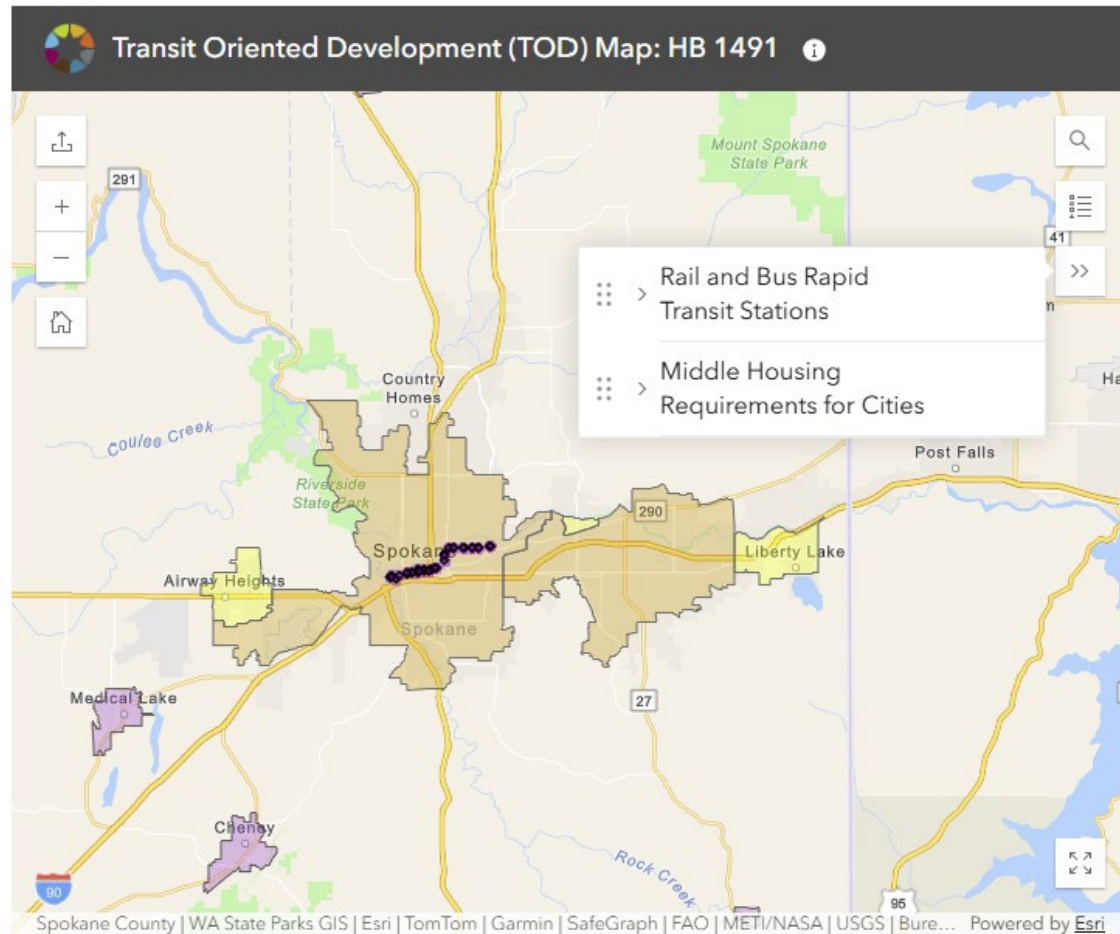 Transit Oriented Development (TOD) Map: HB 1491
Mount Spokane
State Park
291
41
Rail and Bus Rapid
Transit Stations
m
Middle Housing
Requirements for Cities
Country
Homes
Ha
Coulee Creek
Post Falls
Riverside
State Park
290
Spokane
Liberty Lake
Airway Heights
Spokane
Medical Lake
27
Cheney
Rock Creek
90
95
Spokane County | WA State Parks GIS | Esri | TomTom | Garmin | SafeGraph | FAO | METI/NASA | USGS | Bure... Powered by Esri